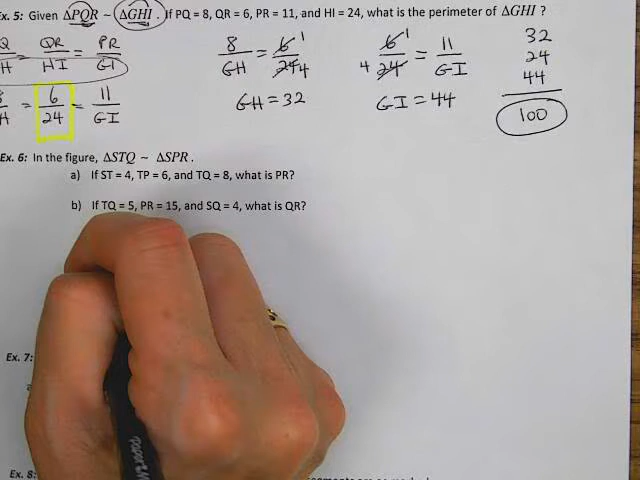 Ex. 5: Given ΔPQR ~ ΔGHI. If PQ = 8, QR = 6, PR = 11, and HI = 24, what is the perimeter of ΔGHI ?
Q/H = QR/HI = PR/GI
8/GH = 6 1/24 4
6 1/4 24 = 11/GI
32
24
44
100
/H = 6/24 = 11/GI
GH = 32
GI = 44
Ex. 6: In the figure, ΔSTQ ~ ΔSPR.
a) If ST = 4, TP = 6, and TQ = 8, what is PR?
b) If TQ = 5, PR = 15, and SQ = 4, what is QR?
Ex. 7:
Ex. 8: